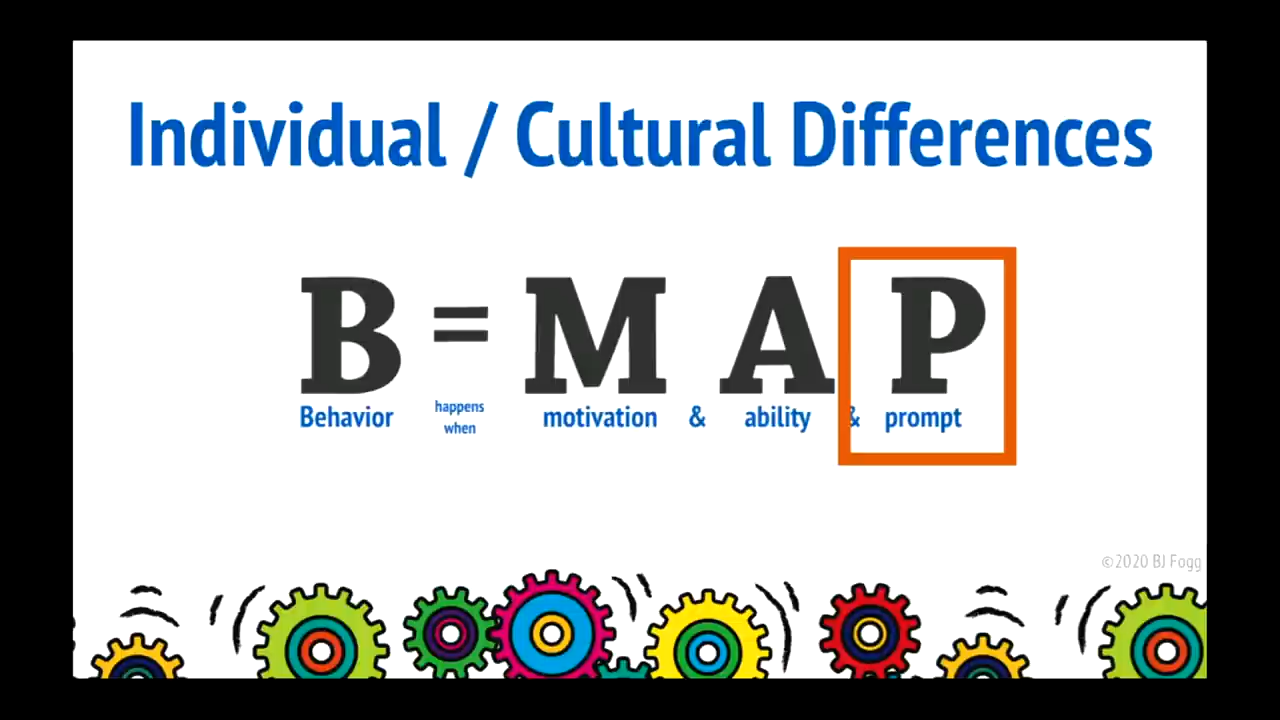 Individual / Cultural Differences
B = M A P
Behavior happens when motivation & ability & prompt
©2020 BJ Fogg